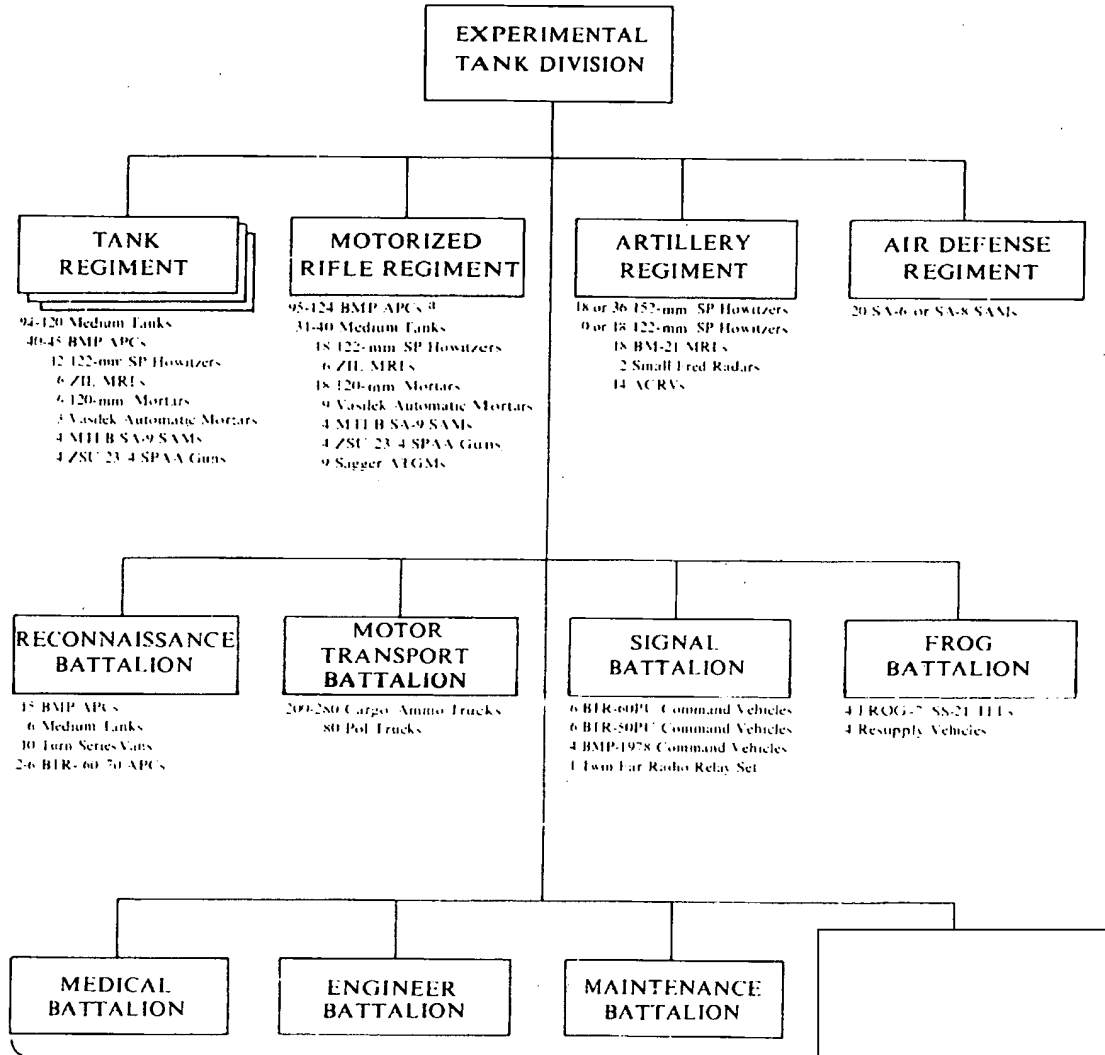 EXPERIMENTAL
TANK DIVISION
TANK
REGIMENT
94-120 Medium Tanks
40-45 BMP APCs
12 122-mm SP Howitzers
6 ZIL MRLs
6 120-mm Mortars
3 Vasilek Automatic Mortars
4 MTLB SA-9 SAMs
4 ZSU 23-4 SPAA Guns
MOTORIZED
RIFLE REGIMENT
95-124 BMP APCs a
31-40 Medium Tanks
18 122-mm SP Howitzers
6 ZIL MRLs
18 120-mm Mortars
9 Vasilek Automatic Mortars
4 MTLB SA-9 SAMs
4 ZSU 23-4 SPAA Guns
9 Sagger ATGMs
ARTILLERY
REGIMENT
18 or 36 152-mm SP Howitzers
0 or 18 122-mm SP Howitzers
18 BM-21 MRLs
2 Small Fred Radars
14 ACRVs
AIR DEFENSE
REGIMENT
20 SA-6 or SA-8 SAMs
RECONNAISSANCE
BATTALION
15 BMP APCs
6 Medium Tanks
10 Turn Series Vans
2-6 BTR-60 70 APCs
MOTOR
TRANSPORT
BATTALION
209-280 Cargo Ammo Trucks
80 Pol Trucks
SIGNAL
BATTALION
6 BTR-60PU Command Vehicles
6 BTR-50PU Command Vehicles
4 BMP-1978 Command Vehicles
1 Twin Ear Radio Relay Set
FROG
BATTALION
4 FROG-7 SS-21 TELs
4 Resupply Vehicles
MEDICAL
BATTALION
ENGINEER
BATTALION
MAINTENANCE
BATTALION